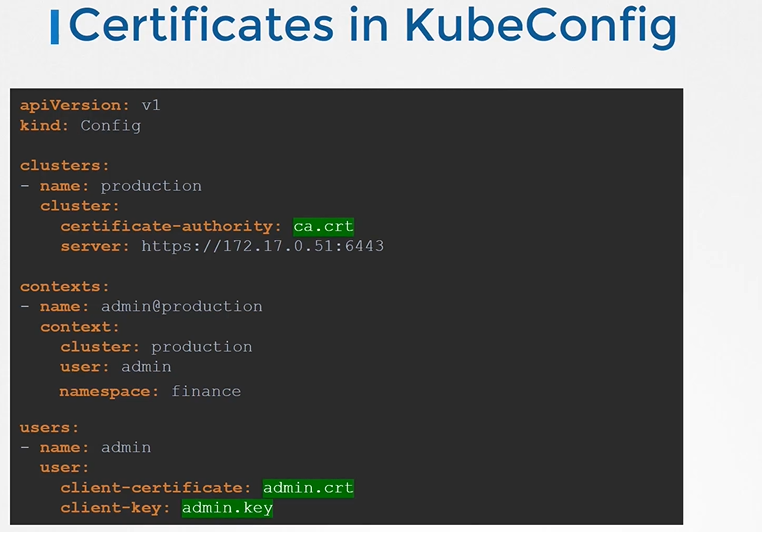 Certificates in KubeConfig
apiVersion: v1
kind: Config
clusters:
- name: production
cluster:
certificate-authority: ca.crt
server: https://172.17.0.51:6443
contexts:
- name: admin@production
context:
cluster: production
user: admin
namespace: finance
users:
- name: admin
user:
client-certificate: admin.crt
client-key: admin.key